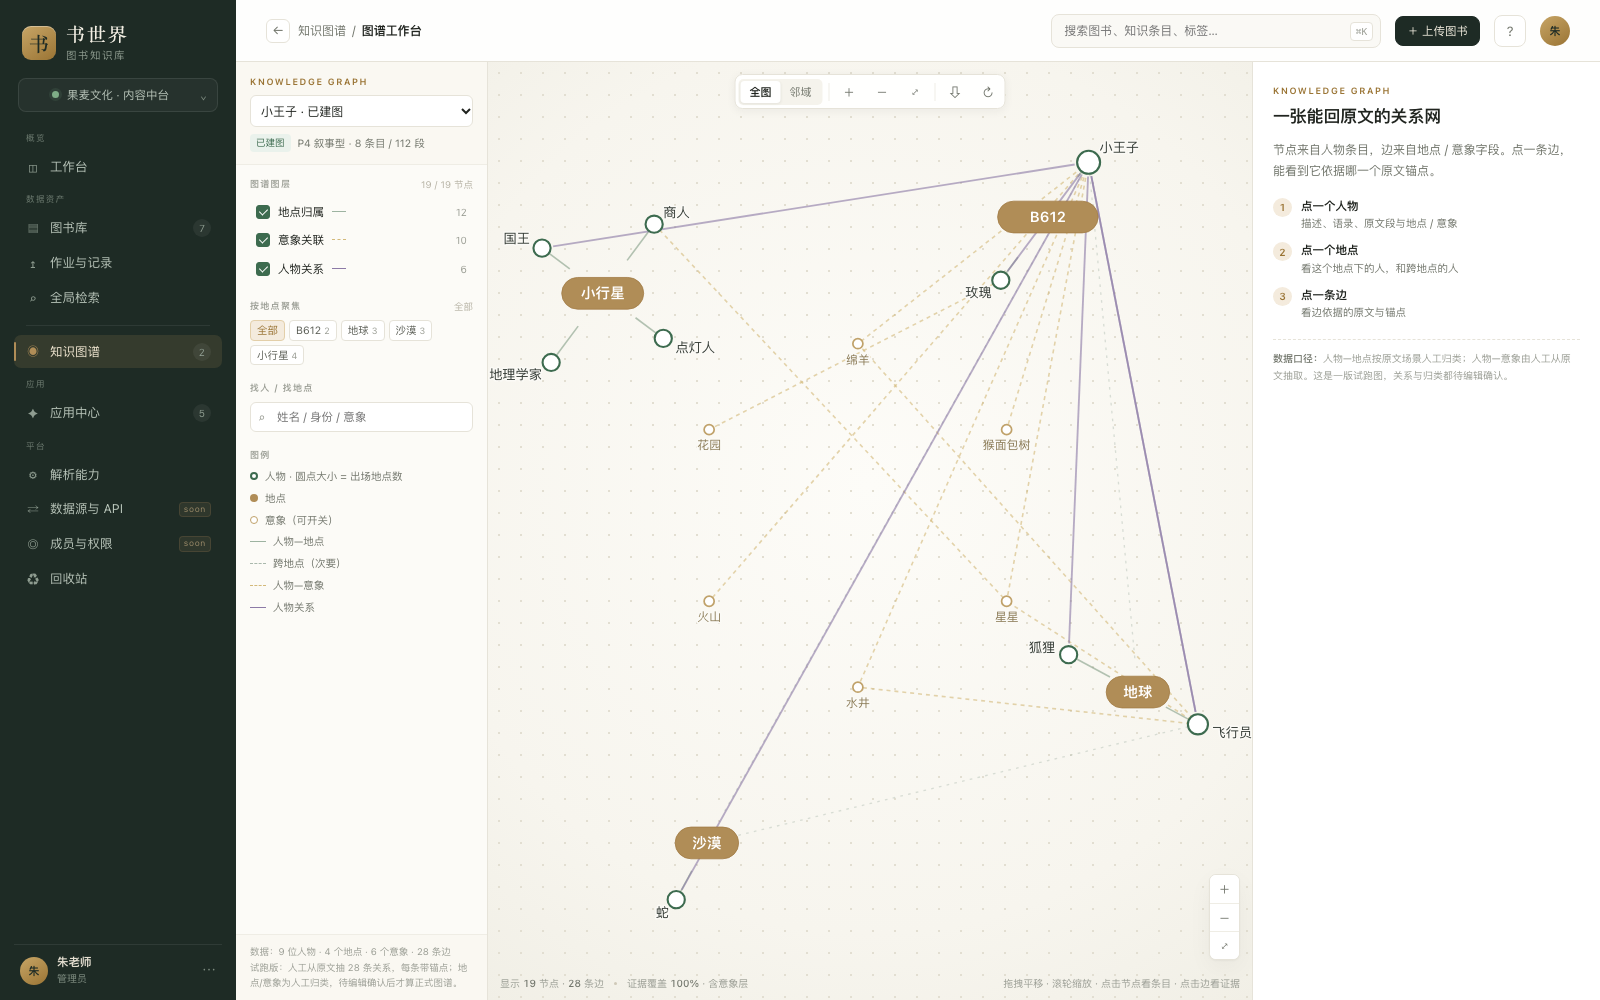 书
书世界
图书知识库
果麦文化 · 内容中台
概览
工作台
数据资产
图书库 7
作业与记录
全局检索
知识图谱 2
应用
应用中心 5
平台
解析能力
数据源与 API soon
成员与权限 soon
回收站
朱
朱老师
管理员
知识图谱 / 图谱工作台
搜索图书、知识条目、标签... ⌘K
+ 上传图书
?
朱
KNOWLEDGE GRAPH
小王子 · 已建图
已建图 P4 叙事型 · 8 条目 / 112 段
图谱图层 19 / 19 节点
地点归属 12
意象关联 10
人物关系 6
按地点聚焦 全部
全部 B612 2 地球 3 沙漠 3
小行星 4
找人 / 找地点
姓名 / 身份 / 意象
图例
人物 · 圆点大小 = 出场地点数
地点
意象（可开关）
人物—地点
跨地点（次要）
人物—意象
人物关系
数据：9 位人物 · 4 个地点 · 6 个意象 · 28 条边
试跑版：人工从原文抽 28 条关系，每条带锚点；地
点/意象为人工归类，待编辑确认后才算正式图谱。
全图 邻域
小王子
B612
商人
国王
小行星
玫瑰
点灯人
地理学家
绵羊
花园
猴面包树
火山
星星
狐狸
地球
水井
飞行员
沙漠
蛇
显示 19 节点 · 28 条边 • 证据覆盖 100% · 含意象层
拖拽平移 · 滚轮缩放 · 点击节点看条目 · 点击边看证据
KNOWLEDGE GRAPH
一张能回原文的关系网
节点来自人物条目，边来自地点 / 意象字段。点一条边，
能看到它依据哪一个原文锚点。
1 点一个人物
描述、语录、原文段与地点 / 意象
2 点一个地点
看这个地点下的人，和跨地点的人
3 点一条边
看边依据的原文与锚点
数据口径：人物—地点按原文场景人工归类；人物—意象由人工从原
文抽取。这是一版试跑图，关系与归类都待编辑确认。